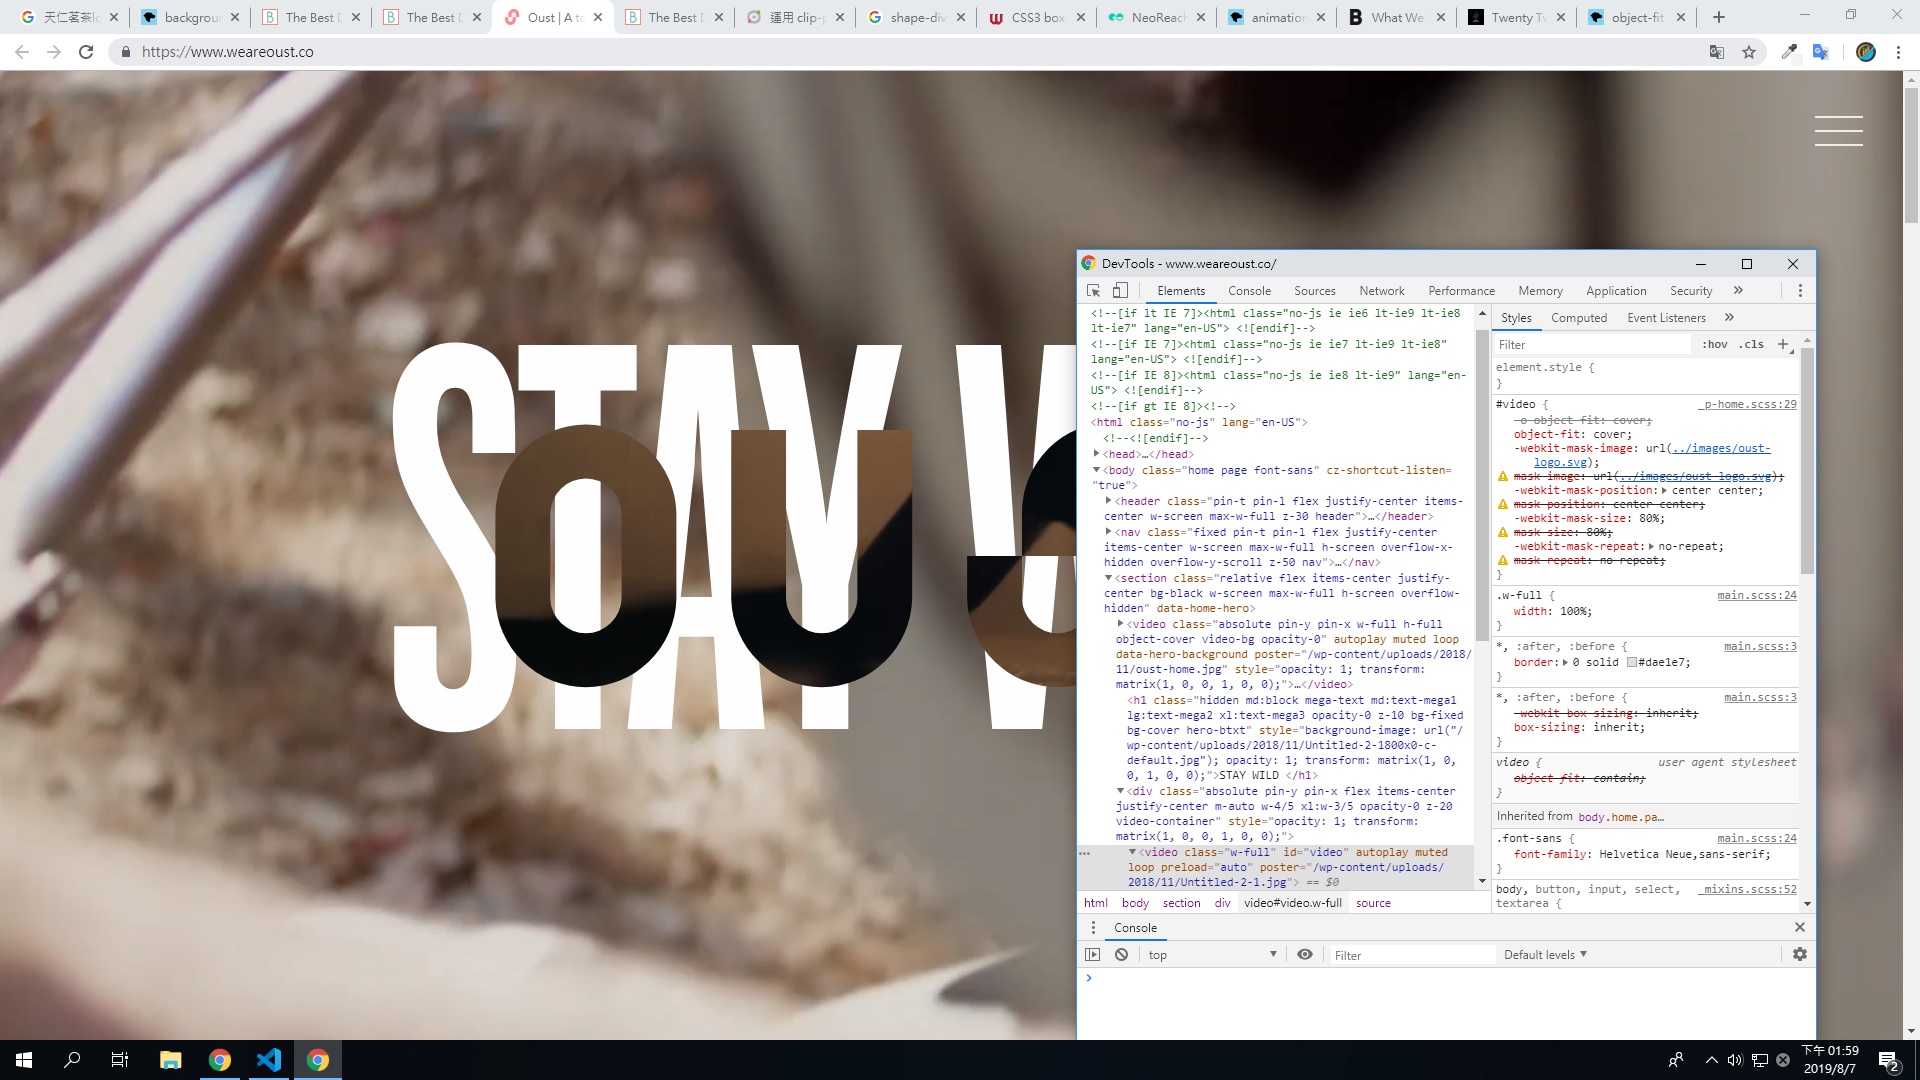 天仁茗茶lo
backgroun
The Best D
The Best D
Oust | A to
The Best D
運用 clip-p
shape-div
CSS3 box
NeoReach
animation
What We
Twenty Tw
object-fit
https://www.weareoust.co
STAY W
OUS
DevTools - www.weareoust.co/
Elements Console Sources Network Performance Memory Application Security »
<!--[if lt IE 7]><html class="no-js ie ie6 lt-ie9 lt-ie8
lt-ie7" lang="en-US"> <![endif]-->
<!--[if IE 7]><html class="no-js ie ie7 lt-ie9 lt-ie8"
lang="en-US"> <![endif]-->
<!--[if IE 8]><html class="no-js ie ie8 lt-ie9" lang="en-
US"> <![endif]-->
<!--[if gt IE 8]><!-->
<html class="no-js" lang="en-US">
<!--<![endif]-->
<head>…</head>
<body class="home page font-sans" cz-shortcut-listen=
"true">
<header class="pin-t pin-l flex justify-center items-
center w-screen max-w-full z-30 header">…</header>
<nav class="fixed pin-t pin-l flex justify-center
items-center w-screen max-w-full h-screen overflow-x-
hidden overflow-y-scroll z-50 nav">…</nav>
<section class="relative flex items-center justify-
center bg-black w-screen max-w-full h-screen overflow-
hidden" data-home-hero>
<video class="absolute pin-y pin-x w-full h-full
object-cover video-bg opacity-0" autoplay muted loop
data-hero-background poster="/wp-content/uploads/2018/
11/oust-home.jpg" style="opacity: 1; transform:
matrix(1, 0, 0, 1, 0, 0);">…</video>
<h1 class="hidden md:block mega-text md:text-mega1
lg:text-mega2 xl:text-mega3 opacity-0 z-10 bg-fixed
bg-cover hero-btxt" style="background-image: url("/
wp-content/uploads/2018/11/Untitled-2-1800x0-c-
default.jpg"); opacity: 1; transform: matrix(1, 0,
0, 1, 0, 0);">STAY WILD </h1>
<div class="absolute pin-y pin-x flex items-center
justify-center m-auto w-4/5 xl:w-3/5 opacity-0 z-20
video-container" style="opacity: 1; transform:
matrix(1, 0, 0, 1, 0, 0);">
<video class="w-full" id="video" autoplay muted
loop preload="auto" poster="/wp-content/uploads/
2018/11/Untitled-2-1.jpg"> == $0
html body section div video#video.w-full source
Styles Computed Event Listeners »
Filter :hov .cls +
element.style {
}
#video { _p-home.scss:29
-o-object-fit: cover;
object-fit: cover;
-webkit-mask-image: url(../images/oust-
logo.svg);
mask-image: url(../images/oust-logo.svg);
-webkit-mask-position: center center;
mask-position: center center;
-webkit-mask-size: 80%;
mask-size: 80%;
-webkit-mask-repeat: no-repeat;
mask-repeat: no-repeat;
}
.w-full { main.scss:24
width: 100%;
}
*, :after, :before { main.scss:3
border: 0 solid #dae1e7;
}
*, :after, :before { main.scss:3
-webkit-box-sizing: inherit;
box-sizing: inherit;
}
video { user agent stylesheet
object-fit: contain;
}
Inherited from body.home.pa…
.font-sans { main.scss:24
font-family: Helvetica Neue,sans-serif;
}
body, button, input, select, _mixins.scss:52
textarea {
Console
top Filter Default levels
下午 01:59
2019/8/7
2